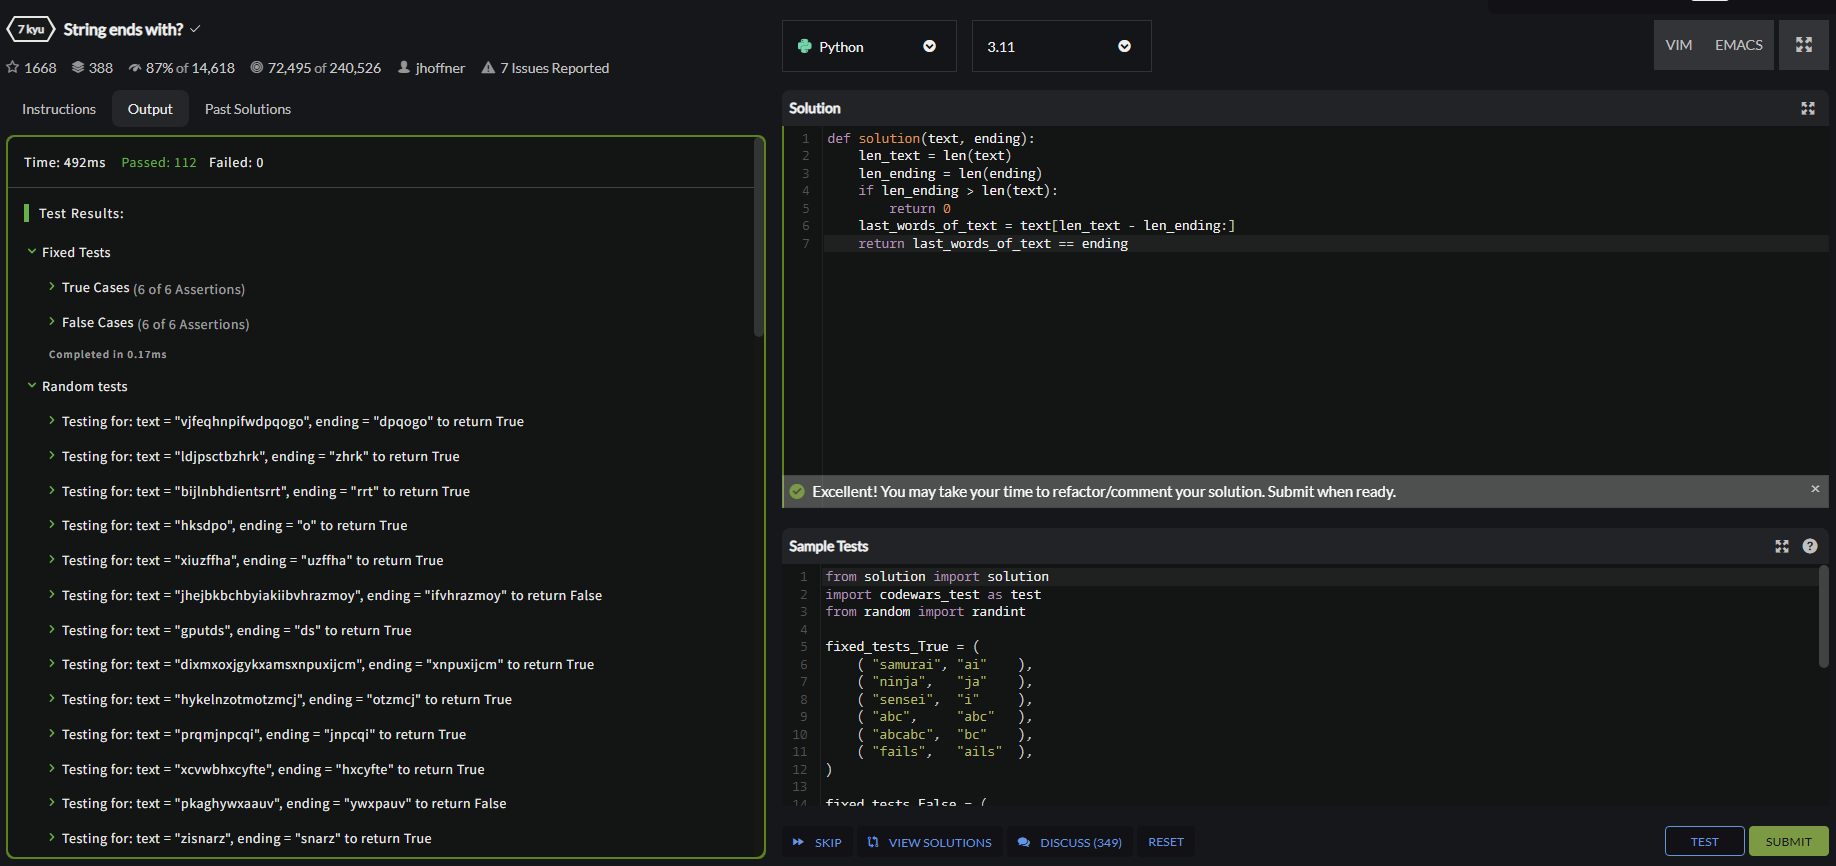 7 kyu String ends with?
1668 388 87% of 14,618 72,495 of 240,526 jhoffner 7 Issues Reported
Instructions Output Past Solutions
Time: 492ms Passed: 112 Failed: 0
Test Results:
Fixed Tests
True Cases (6 of 6 Assertions)
False Cases (6 of 6 Assertions)
Completed in 0.17ms
Random tests
Testing for: text = "vjfeqhnpifwdpqogo", ending = "dpqogo" to return True
Testing for: text = "ldjpsctbzhrk", ending = "zhrk" to return True
Testing for: text = "bijlnbhdientsrrt", ending = "rrt" to return True
Testing for: text = "hksdpo", ending = "o" to return True
Testing for: text = "xiuzffha", ending = "uzffha" to return True
Testing for: text = "jhejbkbchbyiakiibvhrazmoy", ending = "ifvhrazmoy" to return False
Testing for: text = "gputds", ending = "ds" to return True
Testing for: text = "dixmxoxjgykxamsxnpuxijcm", ending = "xnpuxijcm" to return True
Testing for: text = "hykelnzotmotzmcj", ending = "otzmcj" to return True
Testing for: text = "prqmjnpcqi", ending = "jnpcqi" to return True
Testing for: text = "xcvwbhxcyfte", ending = "hxcyfte" to return True
Testing for: text = "pkaghywxaauv", ending = "ywxpauv" to return False
Testing for: text = "zisnarz", ending = "snarz" to return True
Python 3.11 VIM EMACS
Solution
1 def solution(text, ending):
2     len_text = len(text)
3     len_ending = len(ending)
4     if len_ending > len(text):
5         return 0
6     last_words_of_text = text[len_text - len_ending:]
7     return last_words_of_text == ending
Excellent! You may take your time to refactor/comment your solution. Submit when ready. ×
Sample Tests ?
1 from solution import solution
2 import codewars_test as test
3 from random import randint
4
5 fixed_tests_True = (
6     ( "samurai", "ai"    ),
7     ( "ninja",   "ja"    ),
8     ( "sensei",  "i"     ),
9     ( "abc",     "abc"   ),
10     ( "abcabc",  "bc"    ),
11     ( "fails",   "ails"  ),
12 )
13
14 fixed_tests_False = (
SKIP VIEW SOLUTIONS DISCUSS (349) RESET TEST SUBMIT